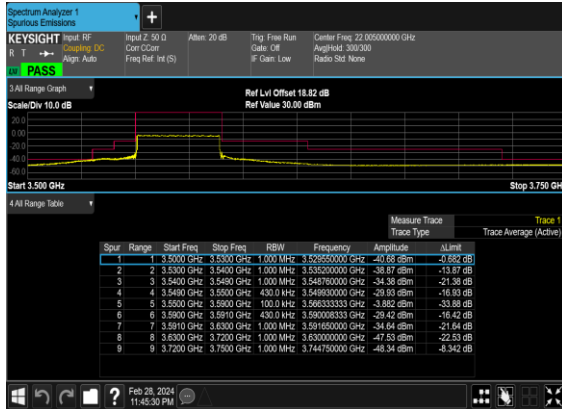 Spectrum Analyzer 1
Spurious Emissions
KEYSIGHT
R T
Input: RF
Coupling: DC
Align: Auto
Input Z: 50 Ω
Corr CCorr
Freq Ref: Int (S)
Atten: 20 dB
Trig: Free Run
Gate: Off
IF Gain: Low
Center Freq: 22.005000000 GHz
Avg|Hold: 300/300
Radio Std: None
PASS
3 All Range Graph
Scale/Div 10.0 dB
Ref Lvl Offset 18.82 dB
Ref Value 30.00 dBm
20.0
0.00
-20.0
-40.0
-60.0
Start 3.500 GHz
Stop 3.750 GH
4 All Range Table
Measure Trace Trace 1
Trace Type Trace Average (Active)
Spur Range Start Freq Stop Freq RBW Frequency Amplitude ΔLimit
1 1 3.5000 GHz 3.5300 GHz 1.000 MHz 3.529550000 GHz -40.68 dBm -0.682 dB
2 2 3.5300 GHz 3.5400 GHz 1.000 MHz 3.535200000 GHz -38.87 dBm -13.87 dB
3 3 3.5400 GHz 3.5490 GHz 1.000 MHz 3.548760000 GHz -34.38 dBm -21.38 dB
4 4 3.5490 GHz 3.5500 GHz 430.0 kHz 3.549930000 GHz -29.93 dBm -16.93 dB
5 5 3.5500 GHz 3.5900 GHz 100.0 kHz 3.566333333 GHz -3.882 dBm -33.88 dB
6 6 3.5900 GHz 3.5910 GHz 430.0 kHz 3.590008333 GHz -29.42 dBm -16.42 dB
7 7 3.5910 GHz 3.6300 GHz 1.000 MHz 3.591650000 GHz -34.64 dBm -21.64 dB
8 8 3.6300 GHz 3.7200 GHz 1.000 MHz 3.630000000 GHz -47.53 dBm -22.53 dB
9 9 3.7200 GHz 3.7500 GHz 1.000 MHz 3.744750000 GHz -48.34 dBm -8.342 dB
?
Feb 28, 2024
11:45:30 PM